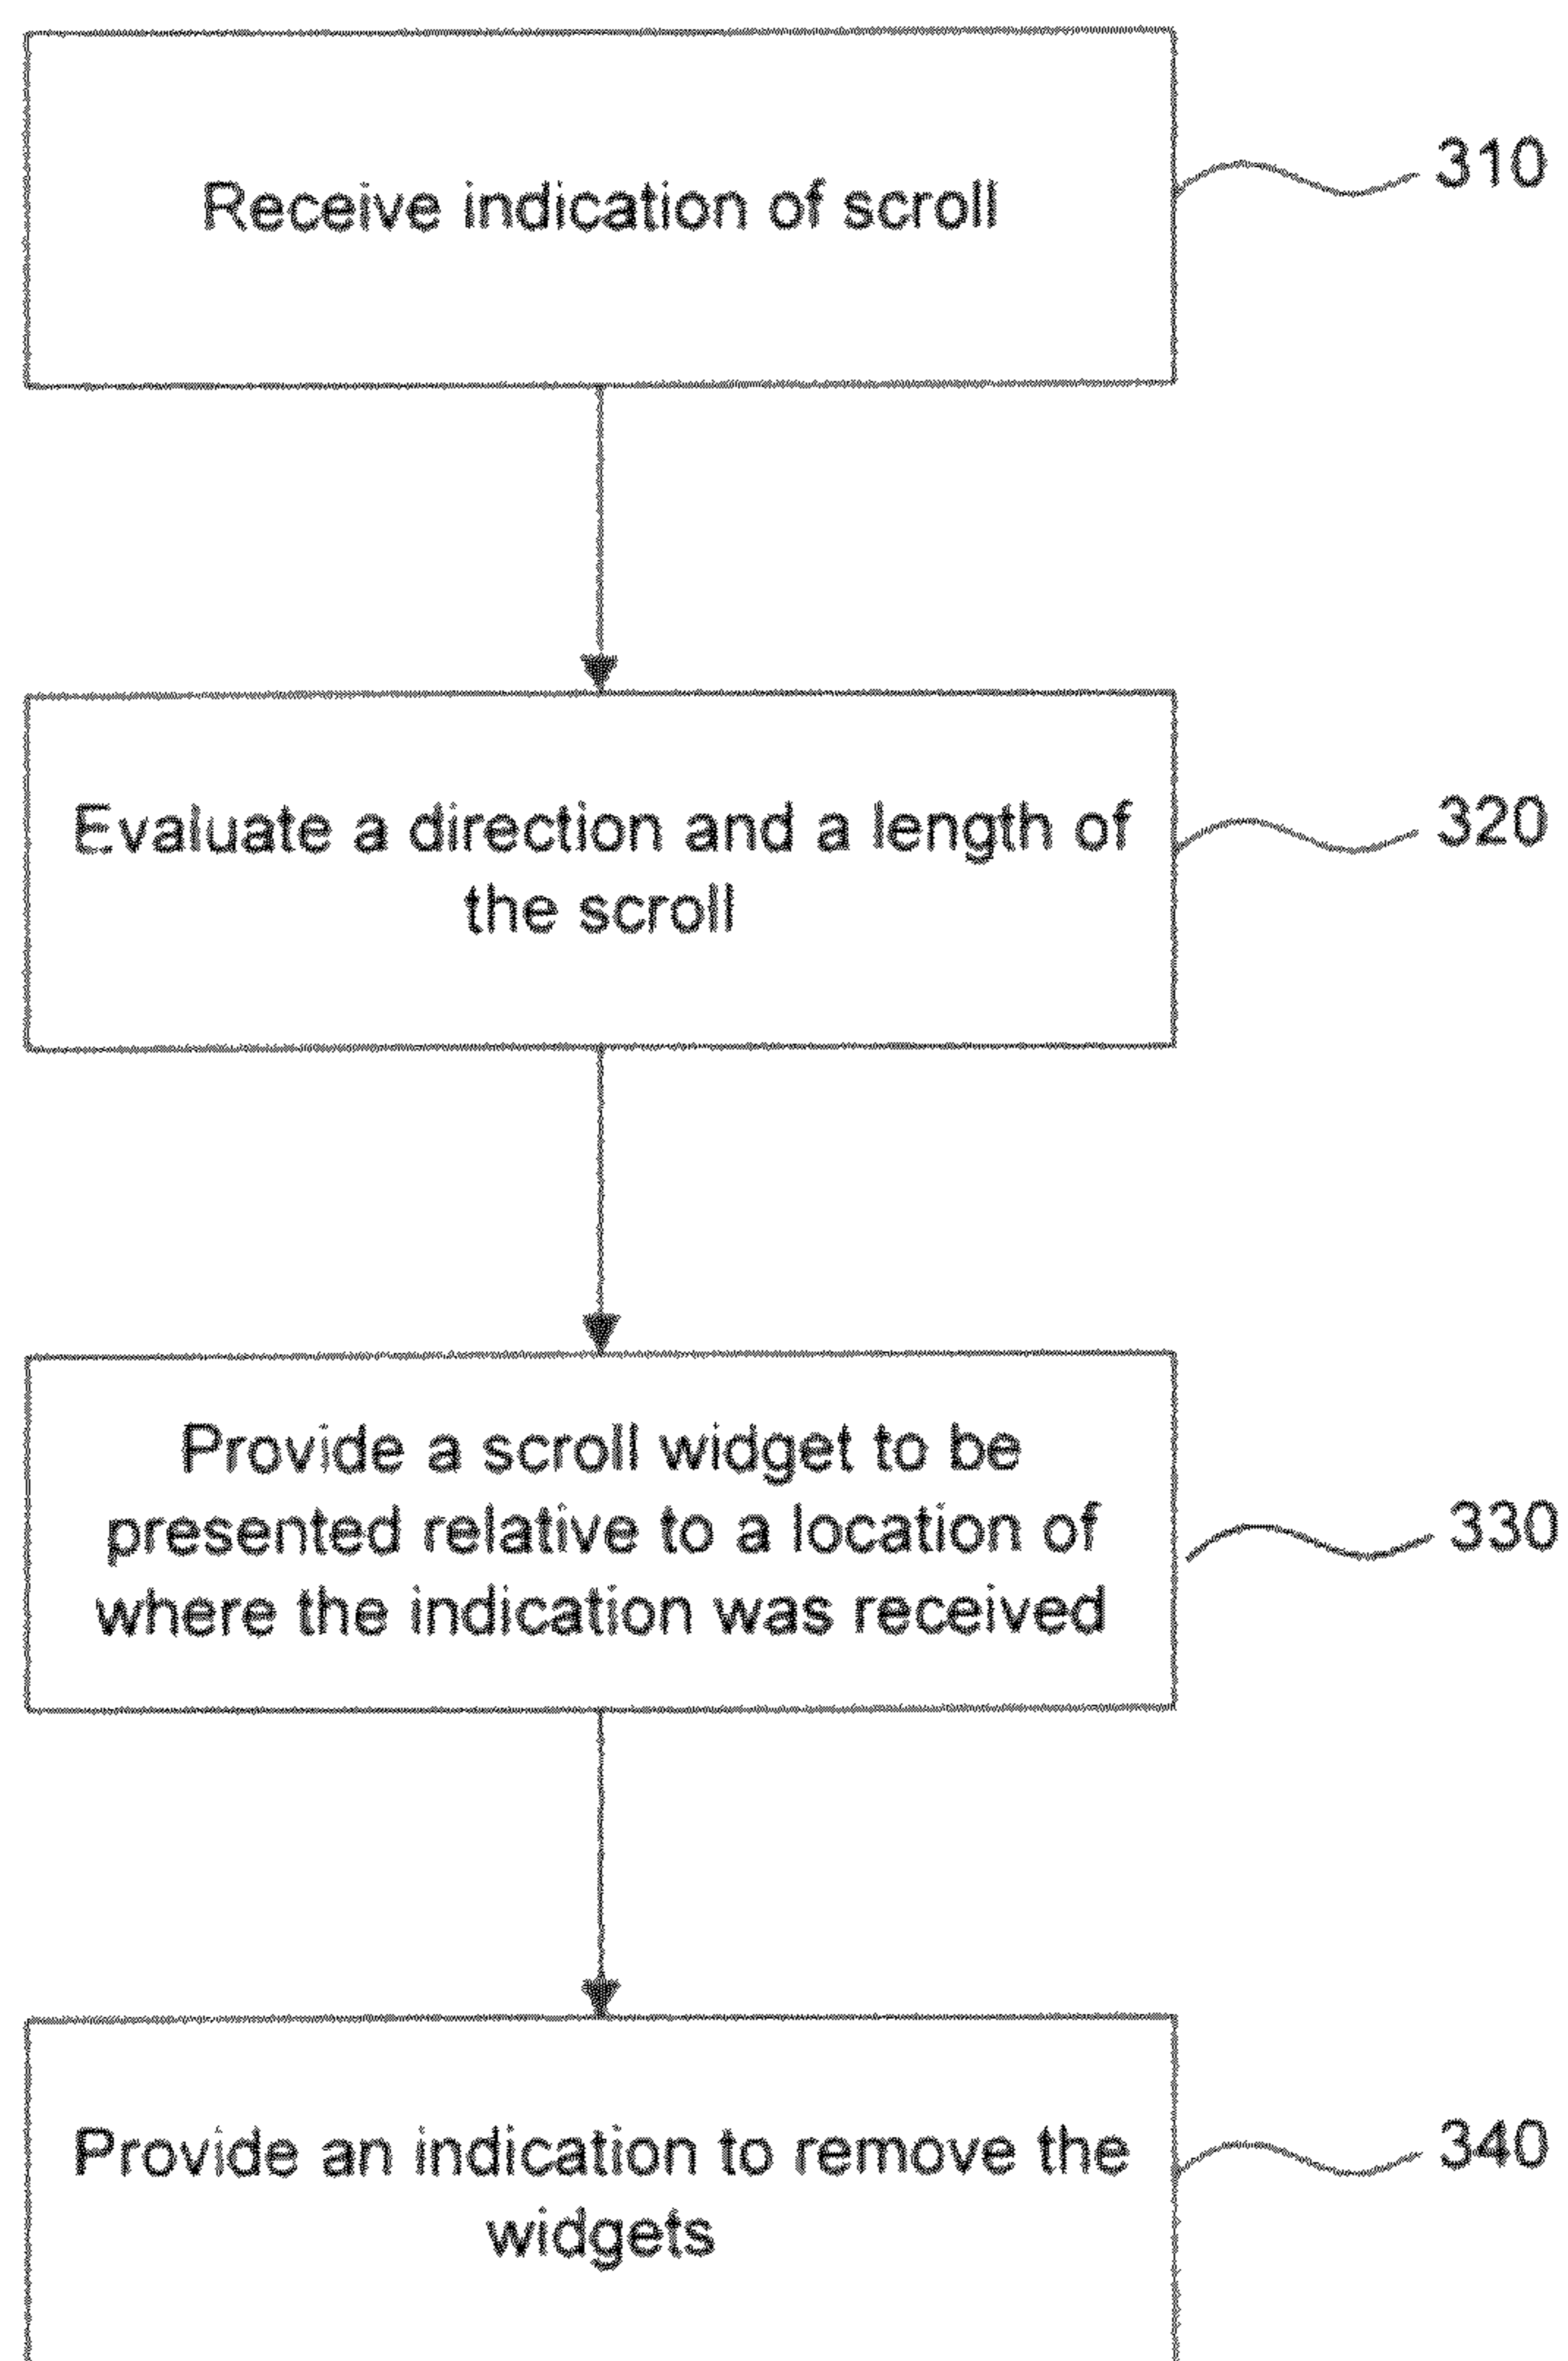 Receive indication of scroll
310
Evaluate a direction and a length of
the scroll
320
Provide a scroll widget to be
presented relative to a location of
where the indication was received
330
Provide an indication to remove the
widgets
340